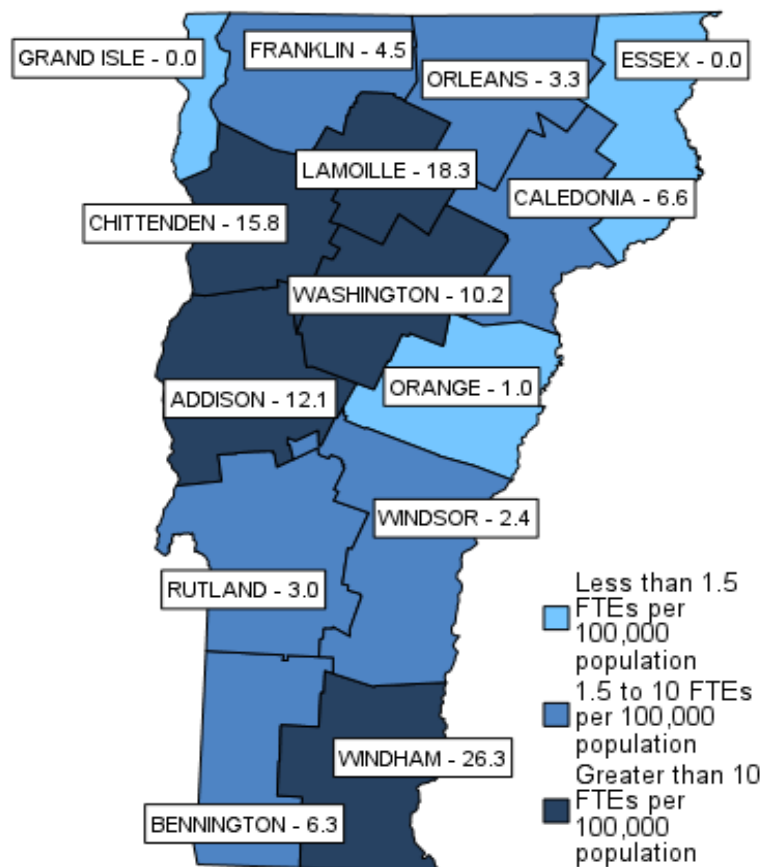 GRAND ISLE - 0.0
FRANKLIN - 4.5
ORLEANS - 3.3
ESSEX - 0.0
LAMOILLE - 18.3
CALEDONIA - 6.6
CHITTENDEN - 15.8
WASHINGTON - 10.2
ADDISON - 12.1
ORANGE - 1.0
WINDSOR - 2.4
RUTLAND - 3.0
WINDHAM - 26.3
BENNINGTON - 6.3
Less than 1.5
FTEs per
100,000
population
1.5 to 10 FTEs
per 100,000
population
Greater than 10
FTEs per
100,000
population